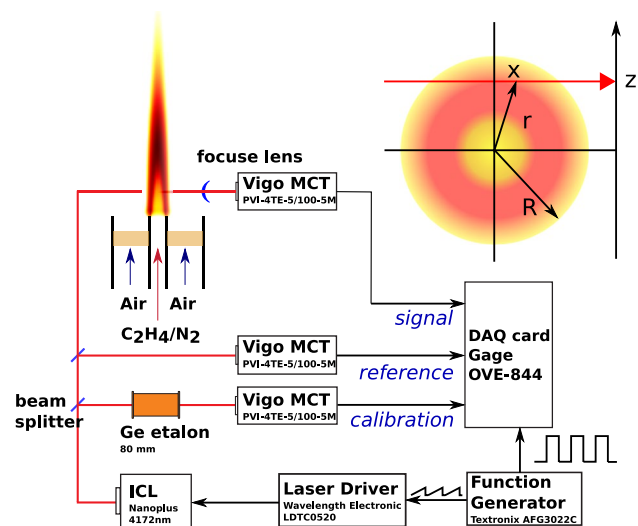 x
z
r
R
focuse lens
Vigo MCT
PVI-4TE-5/100-5M
Air
Air
C2H4/N2
signal
DAQ card
Gage
OVE-844
Vigo MCT
PVI-4TE-5/100-5M
reference
beam
splitter
Vigo MCT
PVI-4TE-5/100-5M
calibration
Ge etalon
80 mm
ICL
Nanoplus
4172nm
Laser Driver
Wavelength Electronic
LDTC0520
Function
Generator
Textronix AFG3022C